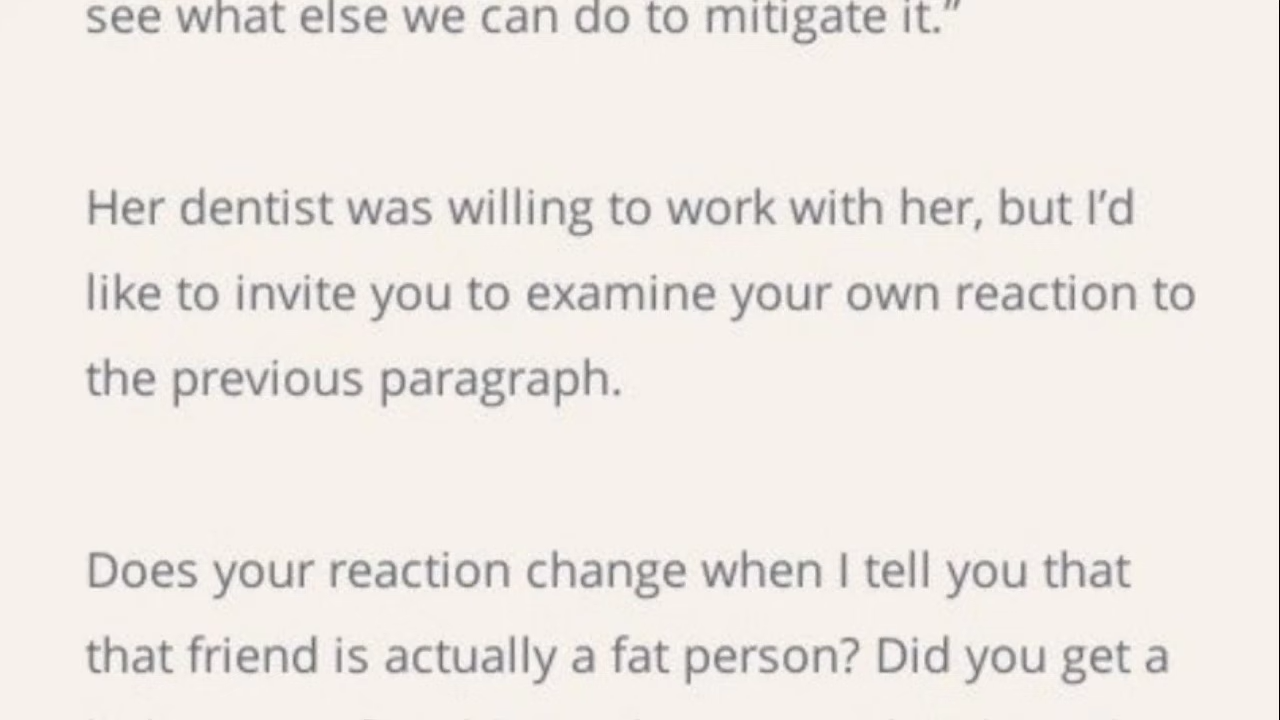 see what else we can do to mitigate it.”
Her dentist was willing to work with her, but I’d
like to invite you to examine your own reaction to
the previous paragraph.
Does your reaction change when I tell you that
that friend is actually a fat person? Did you get a